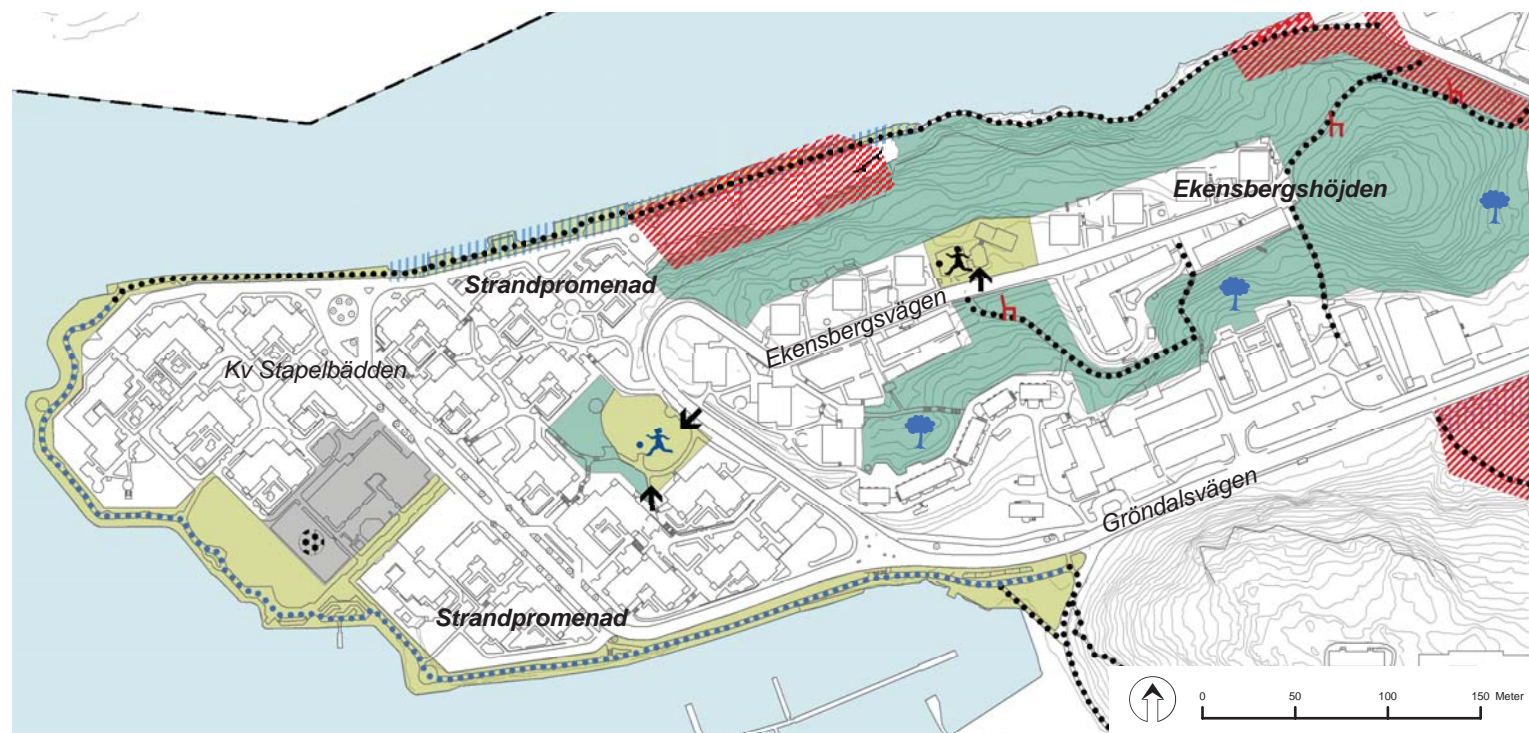 Ekensbergshöjden
Strandpromenad
Ekensbergsvägen
Kv Stapelbädden
Gröndalsvägen
Strandpromenad
0 50 100 150 Meter